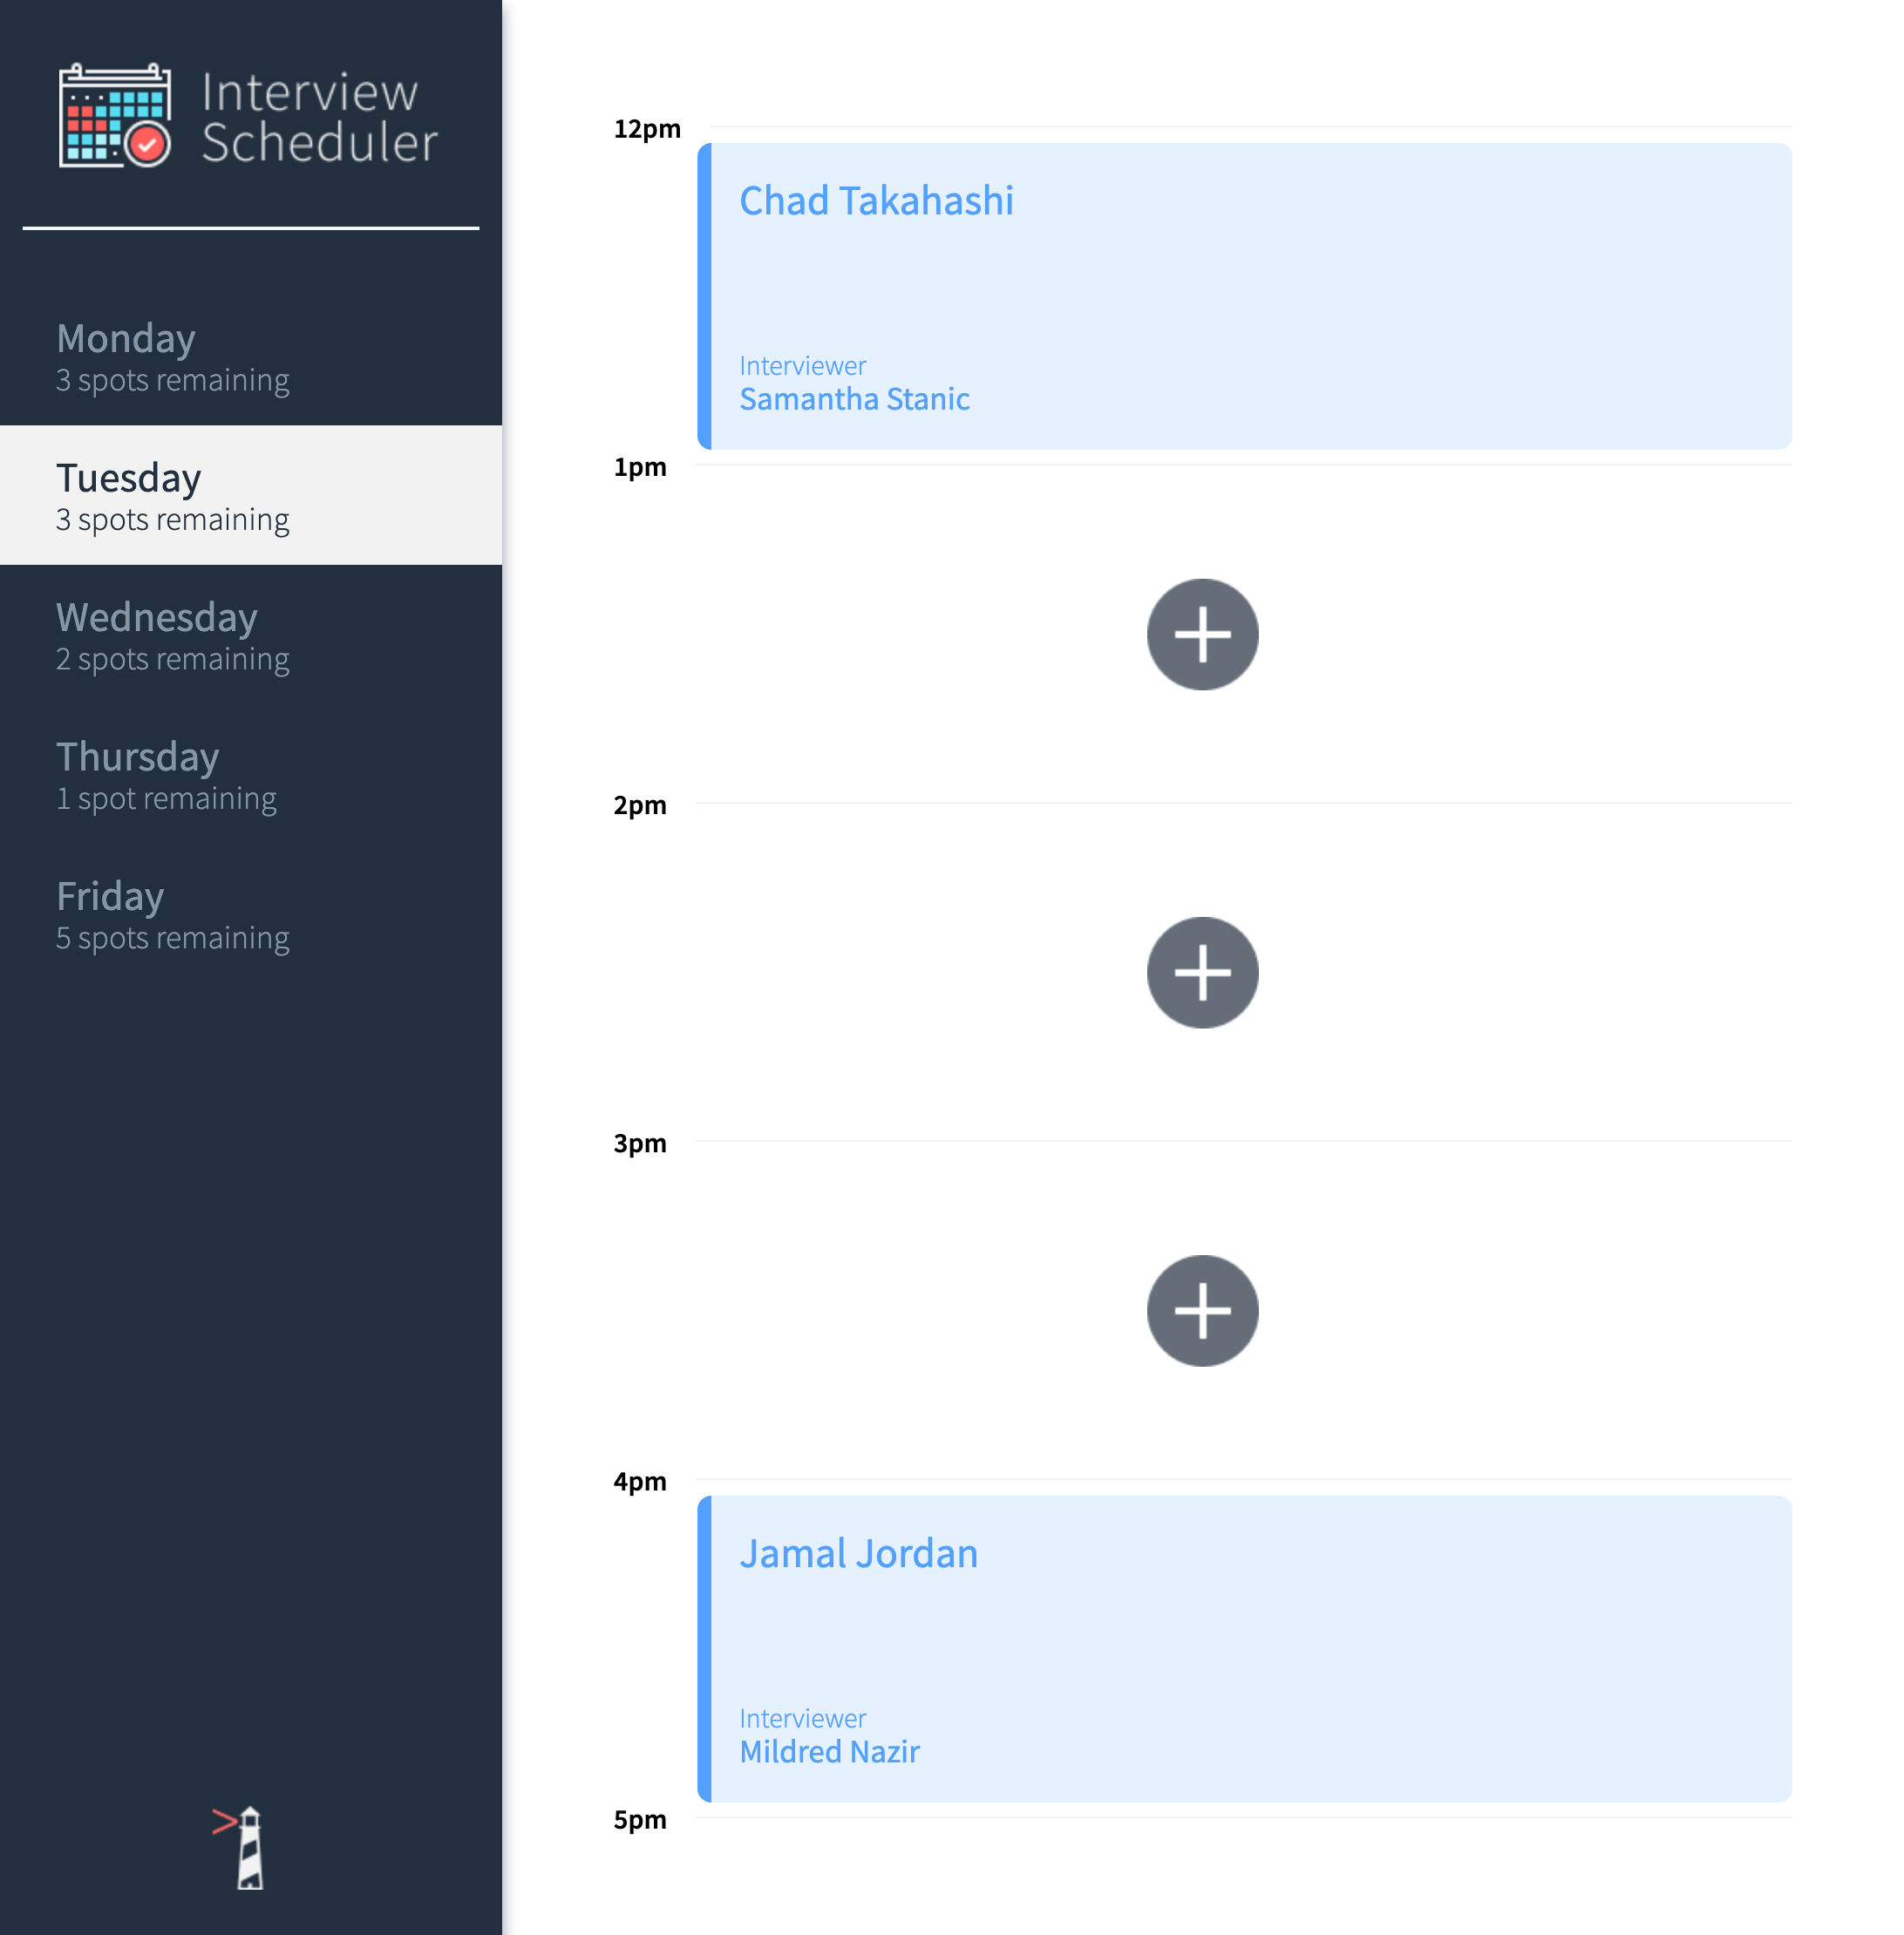 Interview
Scheduler
Monday
3 spots remaining
Tuesday
3 spots remaining
Wednesday
2 spots remaining
Thursday
1 spot remaining
Friday
5 spots remaining
12pm
Chad Takahashi
Interviewer
Samantha Stanic
1pm
2pm
3pm
4pm
Jamal Jordan
Interviewer
Mildred Nazir
5pm